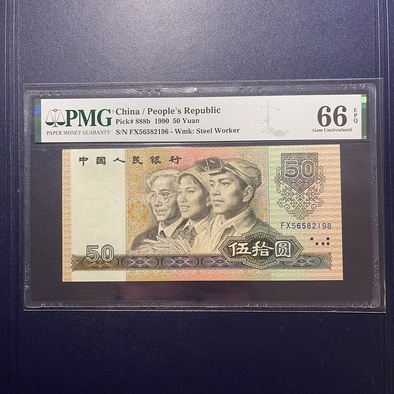 PMG
PAPER MONEY GUARANTY
China / People's Republic
Pick# 888b 1990 50 Yuan
S/N FX56582196 - Wmk: Steel Worker
66 EPQ
Gem Uncirculated
中国人民银行
50
FX56582196
50
伍拾圆